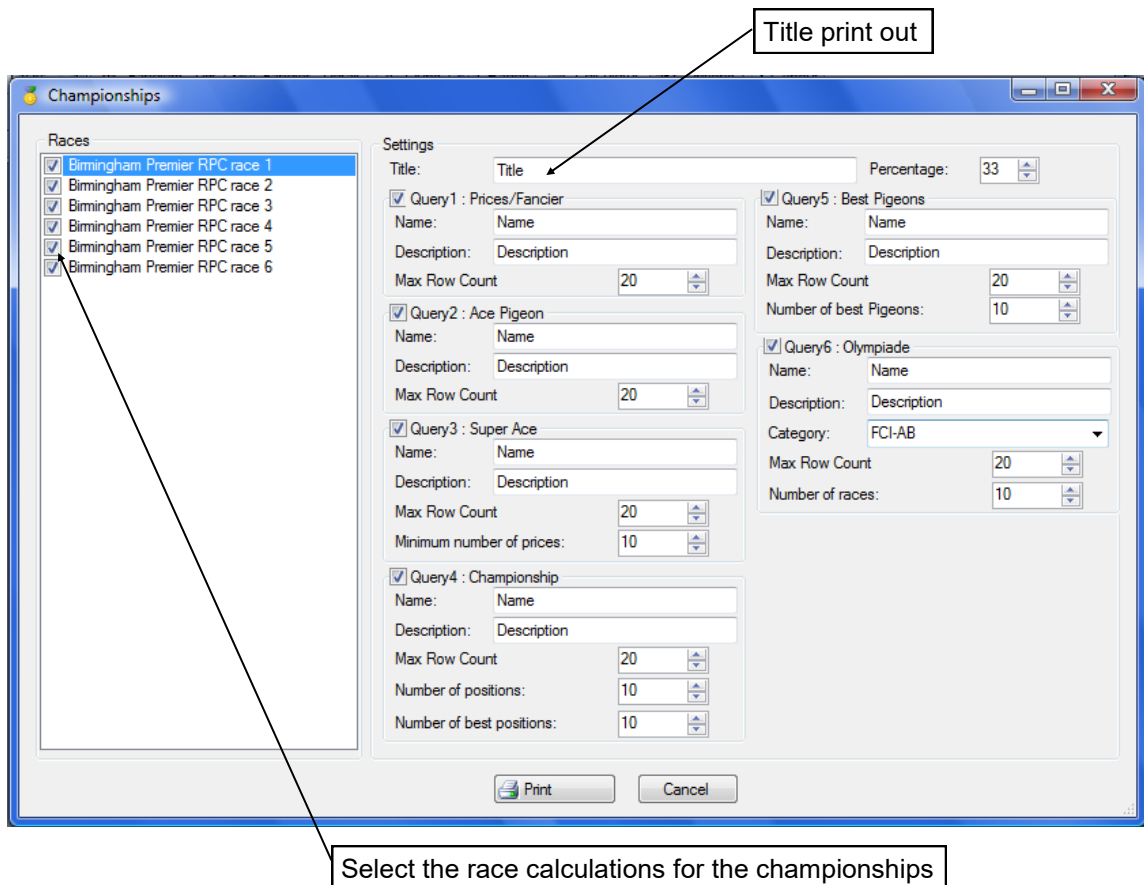 Title print out
Championships
Races
Birmingham Premier RPC race 1
Birmingham Premier RPC race 2
Birmingham Premier RPC race 3
Birmingham Premier RPC race 4
Birmingham Premier RPC race 5
Birmingham Premier RPC race 6
Settings
Title: Title Percentage: 33
Query1 : Prices/Fancier
Name: Name
Description: Description
Max Row Count 20
Query2 : Ace Pigeon
Name: Name
Description: Description
Max Row Count 20
Query3 : Super Ace
Name: Name
Description: Description
Max Row Count 20
Minimum number of prices: 10
Query4 : Championship
Name: Name
Description: Description
Max Row Count 20
Number of positions: 10
Number of best positions: 10
Query5 : Best Pigeons
Name: Name
Description: Description
Max Row Count 20
Number of best Pigeons: 10
Query6 : Olympiade
Name: Name
Description: Description
Category: FCI-AB
Max Row Count 20
Number of races: 10
Print Cancel
Select the race calculations for the championships